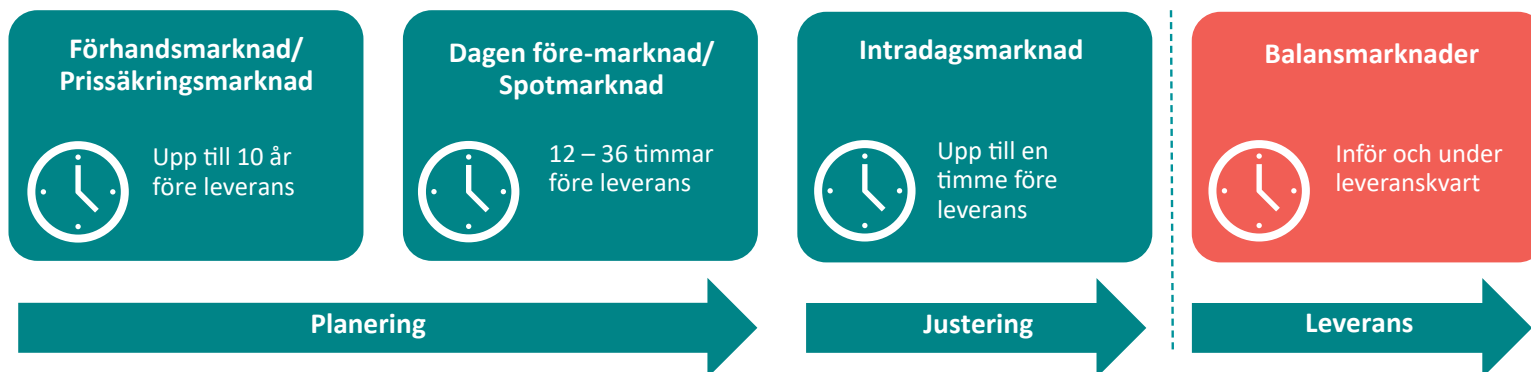 Förhandsmarknad/
Prissäkringsmarknad
Upp till 10 år
före leverans
Dagen före-marknad/
Spotmarknad
12 – 36 timmar
före leverans
Intradagsmarknad
Upp till en
timme före
leverans
Balansmarknader
Inför och under
leveranskvart
Planering
Justering
Leverans